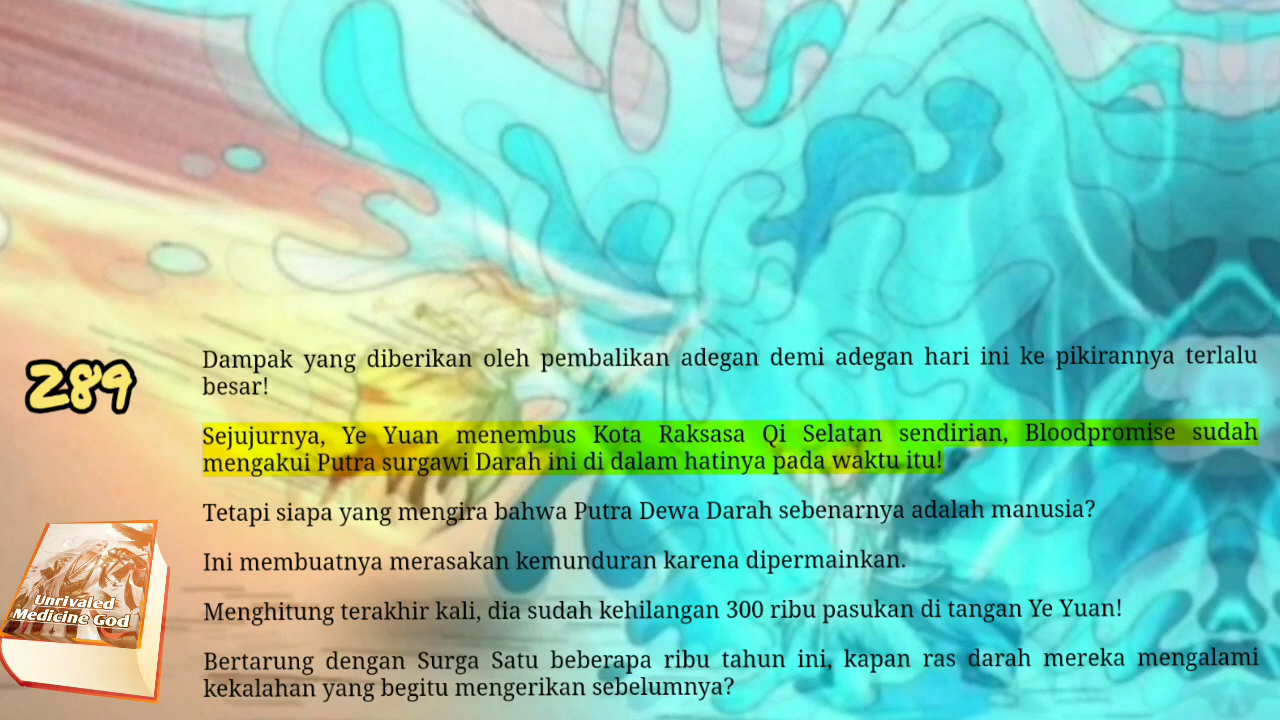 Dampak yang diberikan oleh pembalikan adegan demi adegan hari ini ke pikirannya terlalu
besar!
289
Sejujurnya, Ye Yuan menembus Kota Raksasa Qi Selatan sendirian, Bloodpromise sudah
mengakui Putra surgawi Darah ini di dalam hatinya pada waktu itu!
Tetapi siapa yang mengira bahwa Putra Dewa Darah sebenarnya adalah manusia?
Ini membuatnya merasakan kemunduran karena dipermainkan.
Menghitung terakhir kali, dia sudah kehilangan 300 ribu pasukan di tangan Ye Yuan!
Bertarung dengan Surga Satu beberapa ribu tahun ini, kapan ras darah mereka mengalami
kekalahan yang begitu mengerikan sebelumnya?
Unrivaled
Medicine God